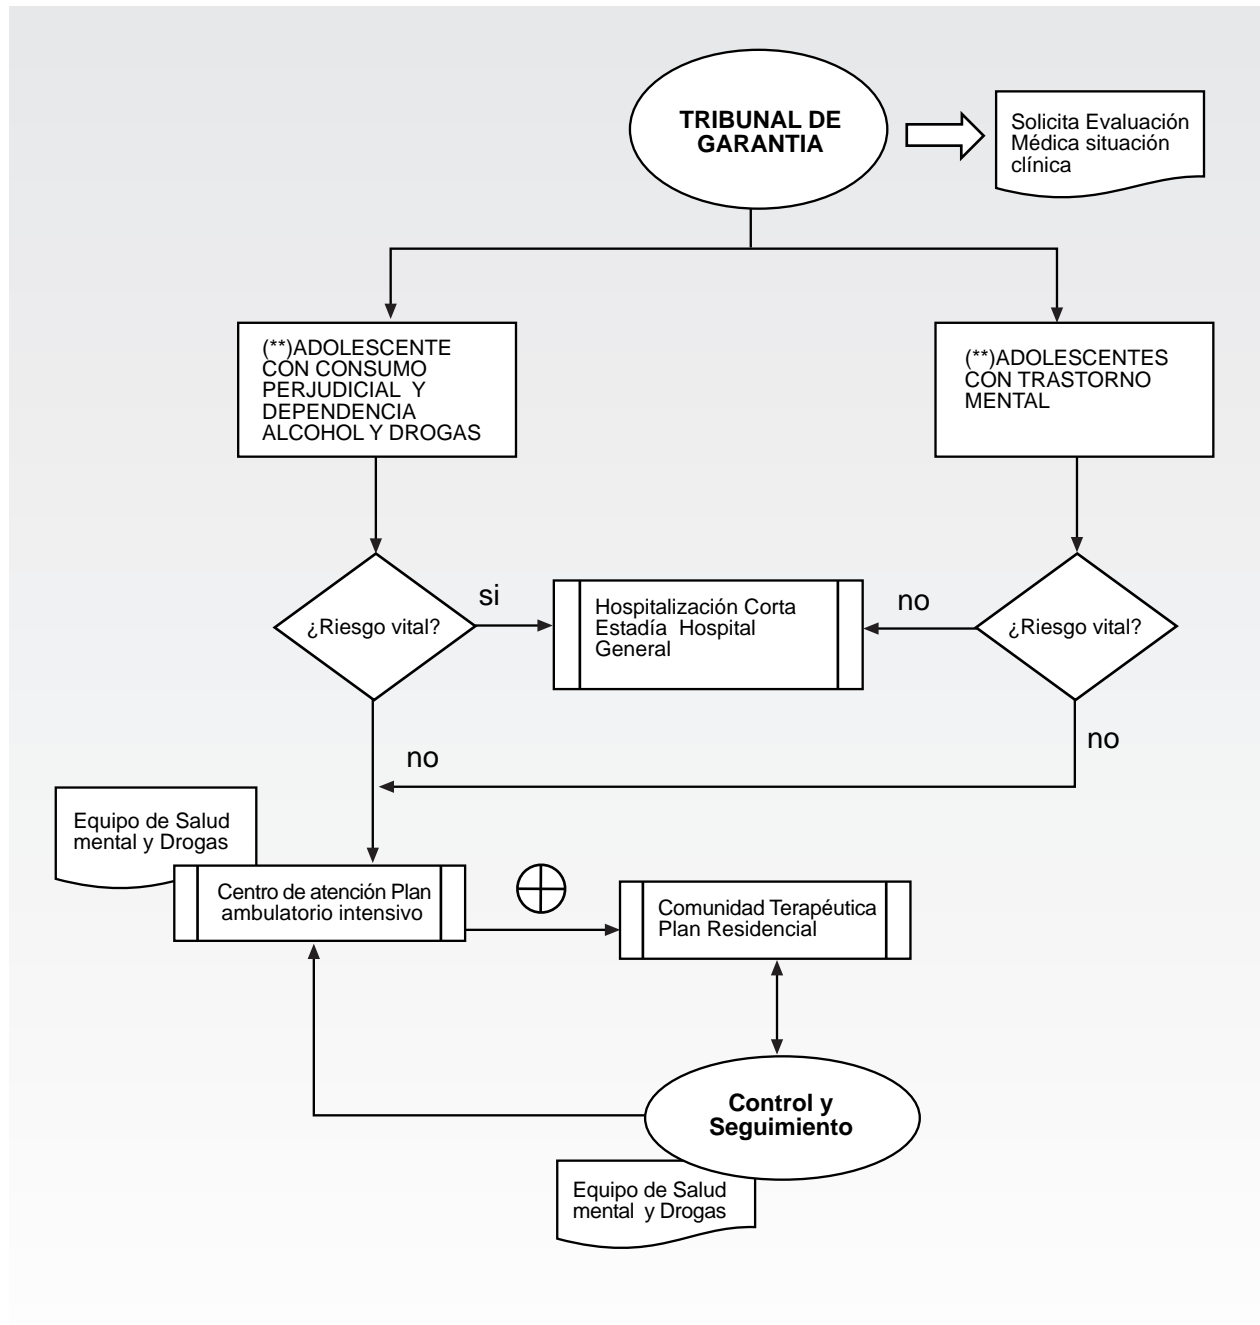 TRIBUNAL DE
GARANTIA
Solicita Evaluación
Médica situación
clínica
(**)ADOLESCENTE
CON CONSUMO
PERJUDICIAL Y
DEPENDENCIA
ALCOHOL Y DROGAS
(**)ADOLESCENTES
CON TRASTORNO
MENTAL
¿Riesgo vital?
si
Hospitalización Corta
Estadía Hospital
General
no
¿Riesgo vital?
no
no
Equipo de Salud
mental y Drogas
Centro de atención Plan
ambulatorio intensivo
Comunidad Terapéutica
Plan Residencial
Control y
Seguimiento
Equipo de Salud
mental y Drogas